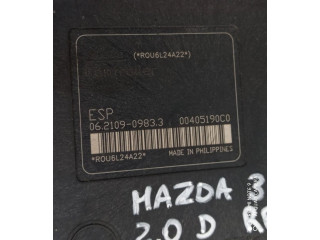 (*ROU6L24A22*)
ESP
06.2109-0983.3 00405190C0
*ROU6L24A22* MADE IN PHILIPPINES
MAZDA 3
2.0 D